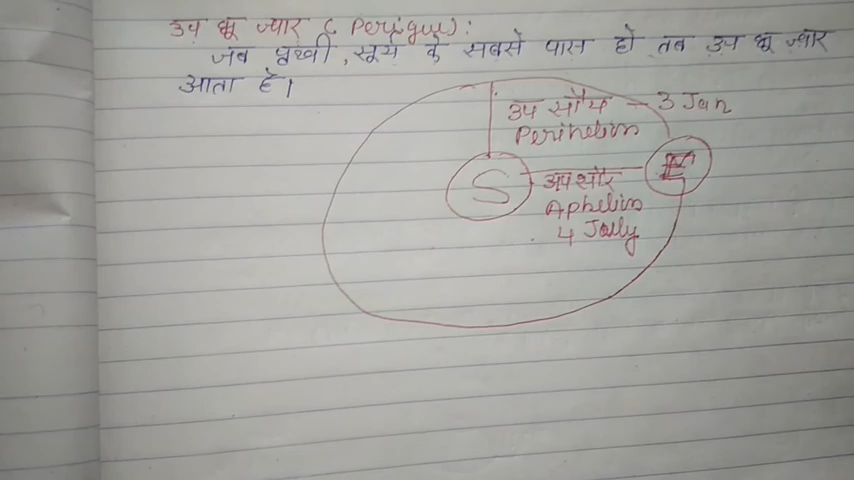 उप भू ज्वार ( Perigee):
जब पृथ्वी, सूर्य के सबसे पास हो तब उप भू ज्वार
आता है।
उप सौर्य - 3 Jan
Perihelion
S
E
अपसौर
Aphelion
4 July